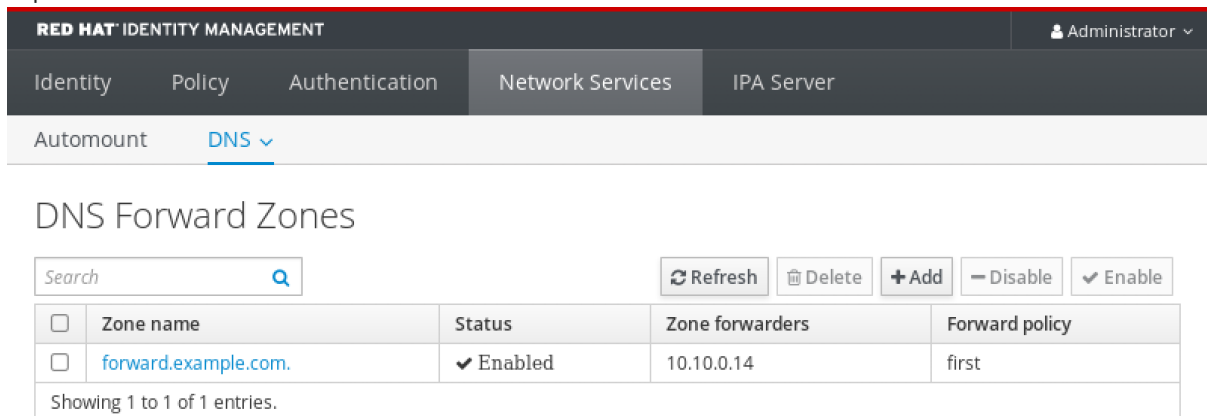 RED HAT® IDENTITY MANAGEMENT Administrator
Identity Policy Authentication Network Services IPA Server
Automount DNS
DNS Forward Zones
Search Refresh Delete Add Disable Enable
Zone name Status Zone forwarders Forward policy
forward.example.com. Enabled 10.10.0.14 first
Showing 1 to 1 of 1 entries.